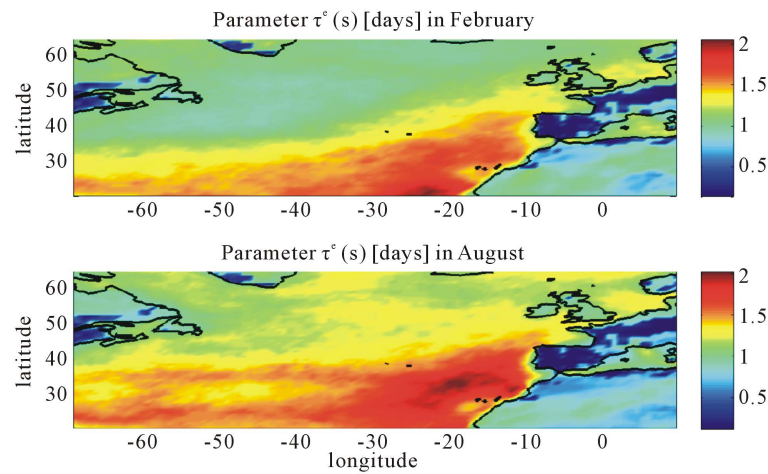 Parameter τᵉ (s) [days] in February
60
50
40
30
latitude
-60 -50 -40 -30 -20 -10 0
2
1.5
1
0.5
Parameter τᵉ (s) [days] in August
60
50
40
30
latitude
-60 -50 -40 -30 -20 -10 0
longitude
2
1.5
1
0.5